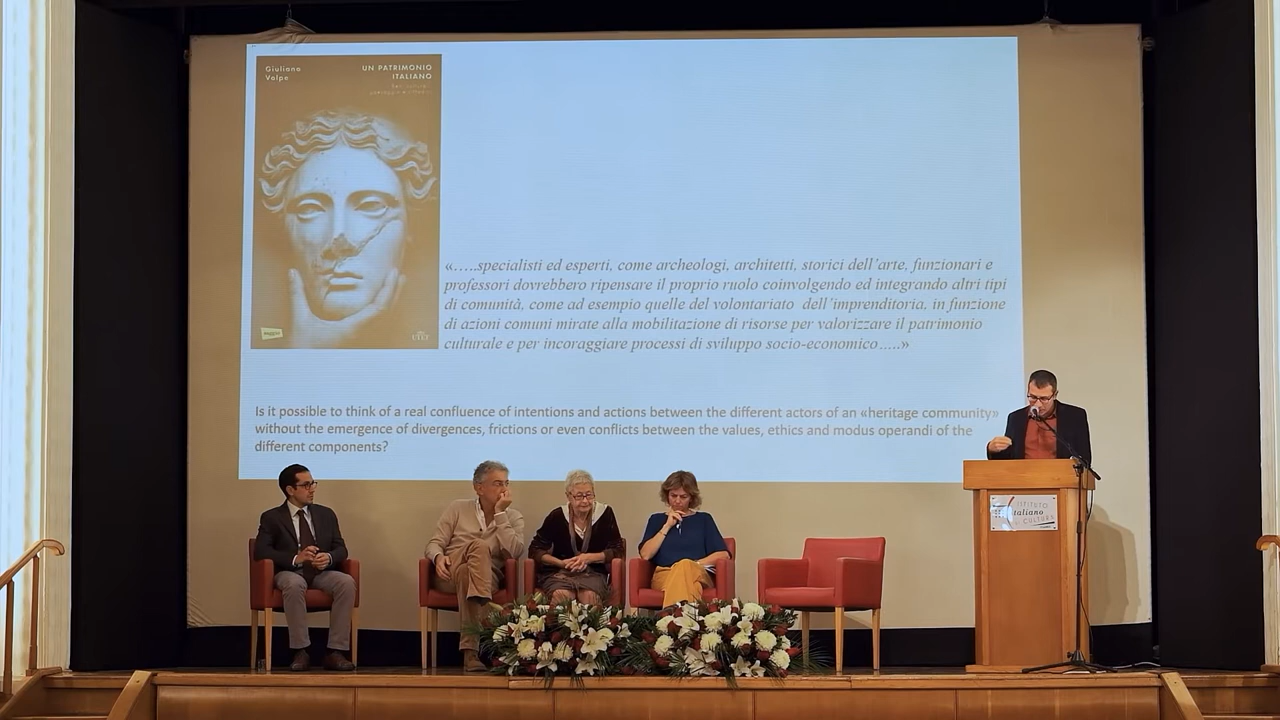 Giuliano
Volpe
UN PATRIMONIO
ITALIANO
«…..specialisti ed esperti, come archeologi, architetti, storici dell'arte, funzionari e
professori dovrebbero ripensare il proprio ruolo coinvolgendo ed integrando altri tipi
di comunità, come ad esempio quelle del volontariato dell'imprenditoria, in funzione
di azioni comuni mirate alla mobilitazione di risorse per valorizzare il patrimonio
culturale e per incoraggiare processi di sviluppo socio-economico…..»
Is it possible to think of a real confluence of intentions and actions between the different actors of an «heritage community»
without the emergence of divergences, frictions or even conflicts between the values, ethics and modus operandi of the
different components?
ISTITUTO
italiano
di CULTURA